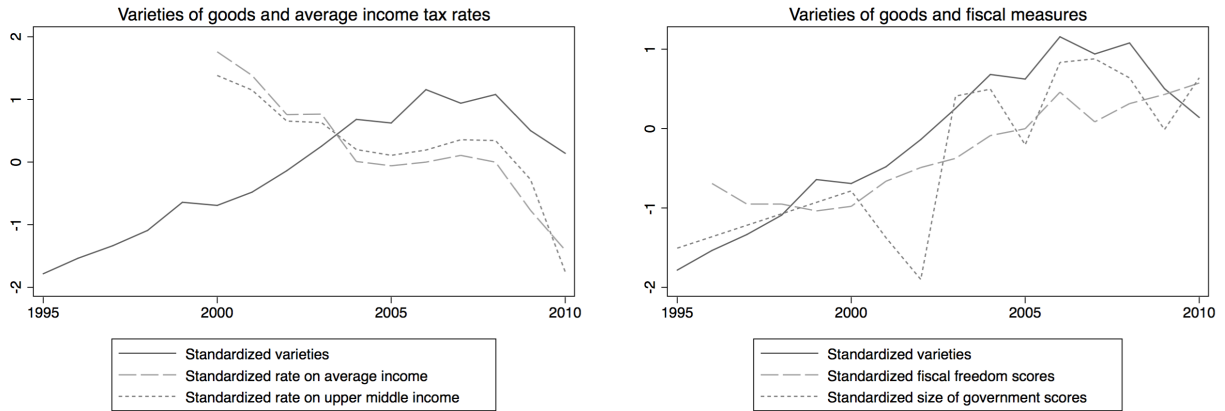 Varieties of goods and average income tax rates
2
1
0
-1
-2
1995
2000
2005
2010
Standardized varieties
Standardized rate on average income
Standardized rate on upper middle income
Varieties of goods and fiscal measures
1
0
-1
-2
1995
2000
2005
2010
Standardized varieties
Standardized fiscal freedom scores
Standardized size of government scores